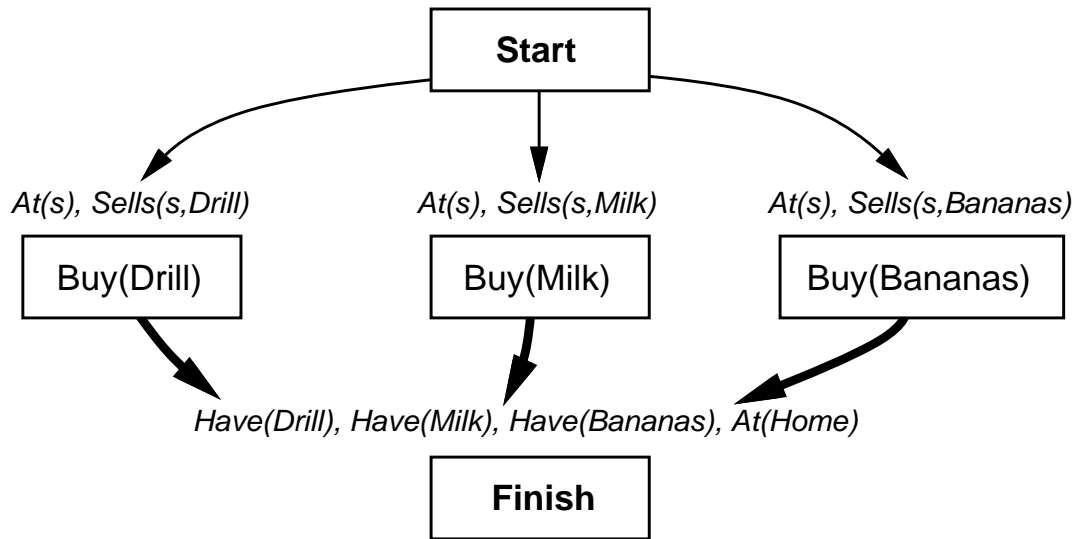 Start
At(s), Sells(s,Drill) At(s), Sells(s,Milk) At(s), Sells(s,Bananas)
Buy(Drill) Buy(Milk) Buy(Bananas)
Have(Drill), Have(Milk), Have(Bananas), At(Home)
Finish